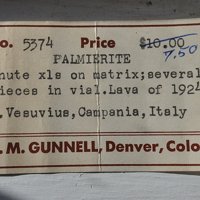 o. 5374 Price $10.00
7.50
PALMIERITE
nute xls on matrix;several
ieces in vial.Lava of 1924
. Vesuvius, Campania, Italy
. M. GUNNELL, Denver, Colo